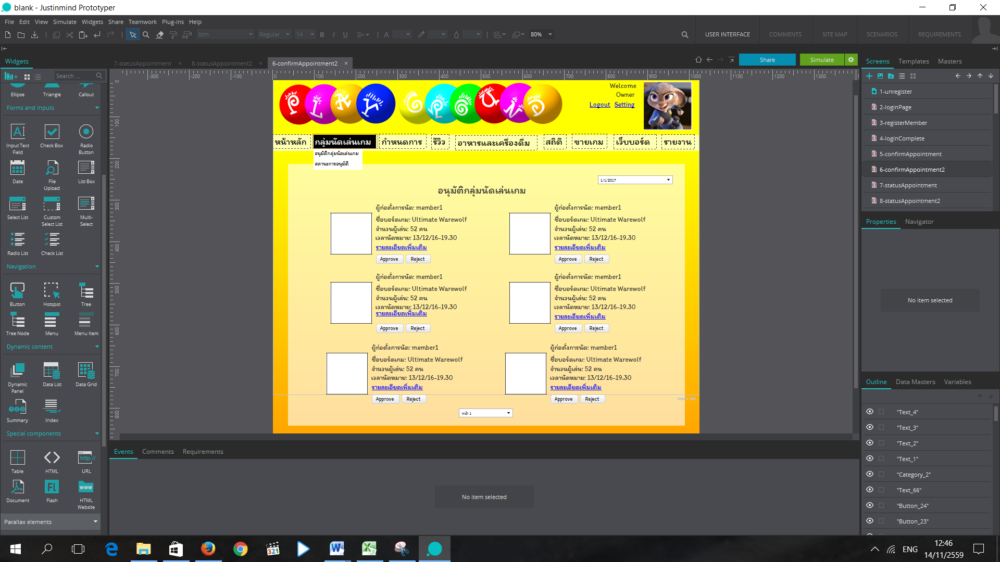 blank - Justinmind Prototyper
File Edit View Simulate Widgets Share Teamwork Plug-ins Help
Itim Regular 14 B I U A 80%
USER INTERFACE COMMENTS SITE MAP SCENARIOS REQUIREMENTS
Widgets
Search ...
Ellipse Triangle Callout
Forms and inputs
Input Text Field Check Box Radio Button
Date File Upload List Box
Select List Custom Select List Multi-Select
Radio List Check List
Navigation
Button Hotspot Tree
Tree Node Menu Menu Item
Dynamic content
Dynamic Panel Data List Data Grid
Summary Index
Special components
Table HTML URL
Document Flash HTML Website
Parallax elements
7-statusAppointment 8-statusAppointment2 6-confirmAppointment2
Share Simulate
-300 -200 -100 0 100 200 300 400 500 600 700 800 900 1000 1100 1200 1300
0
100
200
300
400
500
600
700
800
Welcome
Owner
Logout Setting
หน้าหลัก กลุ่มนัดเล่นเกม กำหนดการ รีวิว อาหารและเครื่องดื่ม สถิติ ขายเกม เว็บบอร์ด รายงาน
อนุมัติกลุ่มนัดเล่นเกม
สถานะการอนุมัติ
1/1/2017
อนุมัติกลุ่มนัดเล่นเกม
ผู้ก่อตั้งการนัด: member1
ชื่อบอร์ดเกม: Ultimate Warewolf
จำนวนผู้เล่น: 52 คน
เวลานัดหมาย: 13/12/16-19.30
รายละเอียดเพิ่มเติม
Approve Reject
ผู้ก่อตั้งการนัด: member1
ชื่อบอร์ดเกม: Ultimate Warewolf
จำนวนผู้เล่น: 52 คน
เวลานัดหมาย: 13/12/16-19.30
รายละเอียดเพิ่มเติม
Approve Reject
ผู้ก่อตั้งการนัด: member1
ชื่อบอร์ดเกม: Ultimate Warewolf
จำนวนผู้เล่น: 52 คน
เวลานัดหมาย: 13/12/16-19.30
รายละเอียดเพิ่มเติม
Approve Reject
ผู้ก่อตั้งการนัด: member1
ชื่อบอร์ดเกม: Ultimate Warewolf
จำนวนผู้เล่น: 52 คน
เวลานัดหมาย: 13/12/16-19.30
รายละเอียดเพิ่มเติม
Approve Reject
ผู้ก่อตั้งการนัด: member1
ชื่อบอร์ดเกม: Ultimate Warewolf
จำนวนผู้เล่น: 52 คน
เวลานัดหมาย: 13/12/16-19.30
รายละเอียดเพิ่มเติม
Approve Reject
ผู้ก่อตั้งการนัด: member1
ชื่อบอร์ดเกม: Ultimate Warewolf
จำนวนผู้เล่น: 52 คน
เวลานัดหมาย: 13/12/16-19.30
รายละเอียดเพิ่มเติม
Approve Reject
1024 x 768
หน้า 1
Events Comments Requirements
No item selected
Screens Templates Masters
1-unregister
2-loginPage
3-registerMember
4-loginComplete
5-confirmAppointment
6-confirmAppointment2
7-statusAppointment
8-statusAppointment2
Properties Navigator
No item selected
Outline Data Masters Variables
"Text_4"
"Text_3"
"Text_2"
"Text_1"
"Category_2"
"Text_66"
"Button_24"
"Button_23"
ENG
12:46
14/11/2559